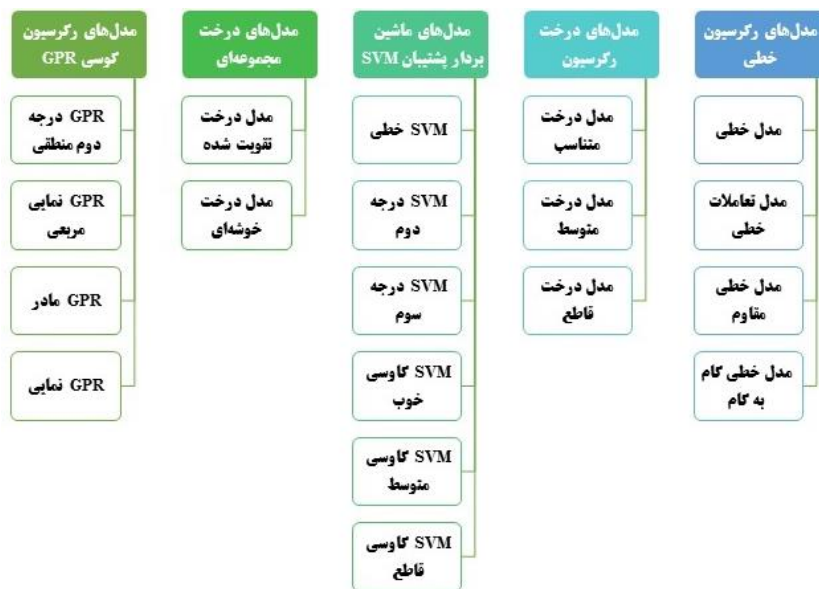 مدل‌های رگرسیون
خطی
مدل خطی
مدل تعاملات
خطی
مدل خطی
مقاوم
مدل خطی گام
به گام
مدل‌های درخت
رگرسیون
مدل درخت
متناسب
مدل درخت
متوسط
مدل درخت
قاطع
مدل‌های ماشین
بردار پشتیبان SVM
SVM خطی
SVM درجه
دوم
SVM درجه
سوم
SVM گاوسی
خوب
SVM گاوسی
متوسط
SVM گاوسی
قاطع
مدل‌های درخت
مجموعه‌ای
مدل درخت
تقویت شده
مدل درخت
خوشه‌ای
مدل‌های رگرسیون
گوسی GPR
GPR درجه
دوم منطقی
GPR نمایی
مربعی
GPR مادر
GPR نمایی